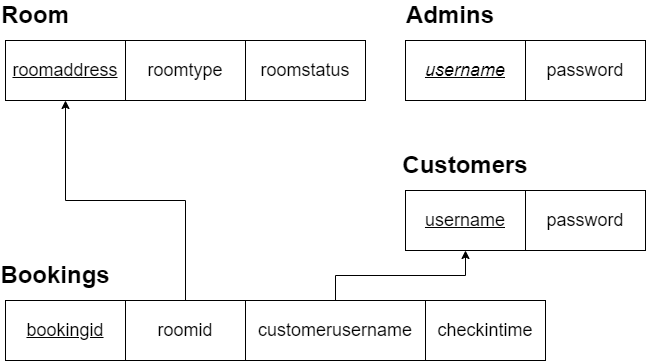 Room
roomaddress roomtype roomstatus
Admins
username password
Customers
username password
Bookings
bookingid roomid customerusername checkintime